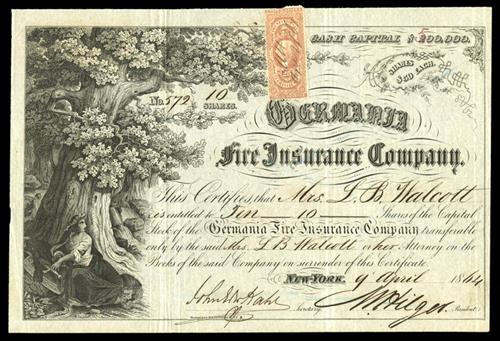 CASH CAPITAL $500,000.
SHARES
$50 EACH.
No. 572
10
SHARES.
GERMANIA
Fire Insurance Company.
This Certifies, that Mrs. L. B. Walcott
is entitled to Ten 10 Shares of the Capital
Stock of the Germania Fire Insurance Company transferable
only by the said Mrs L B Walcott or her Attorney on the
Books of the said Company on surrender of this Certificate.
NEW-YORK, 9 April 1864
Secretary.
President.